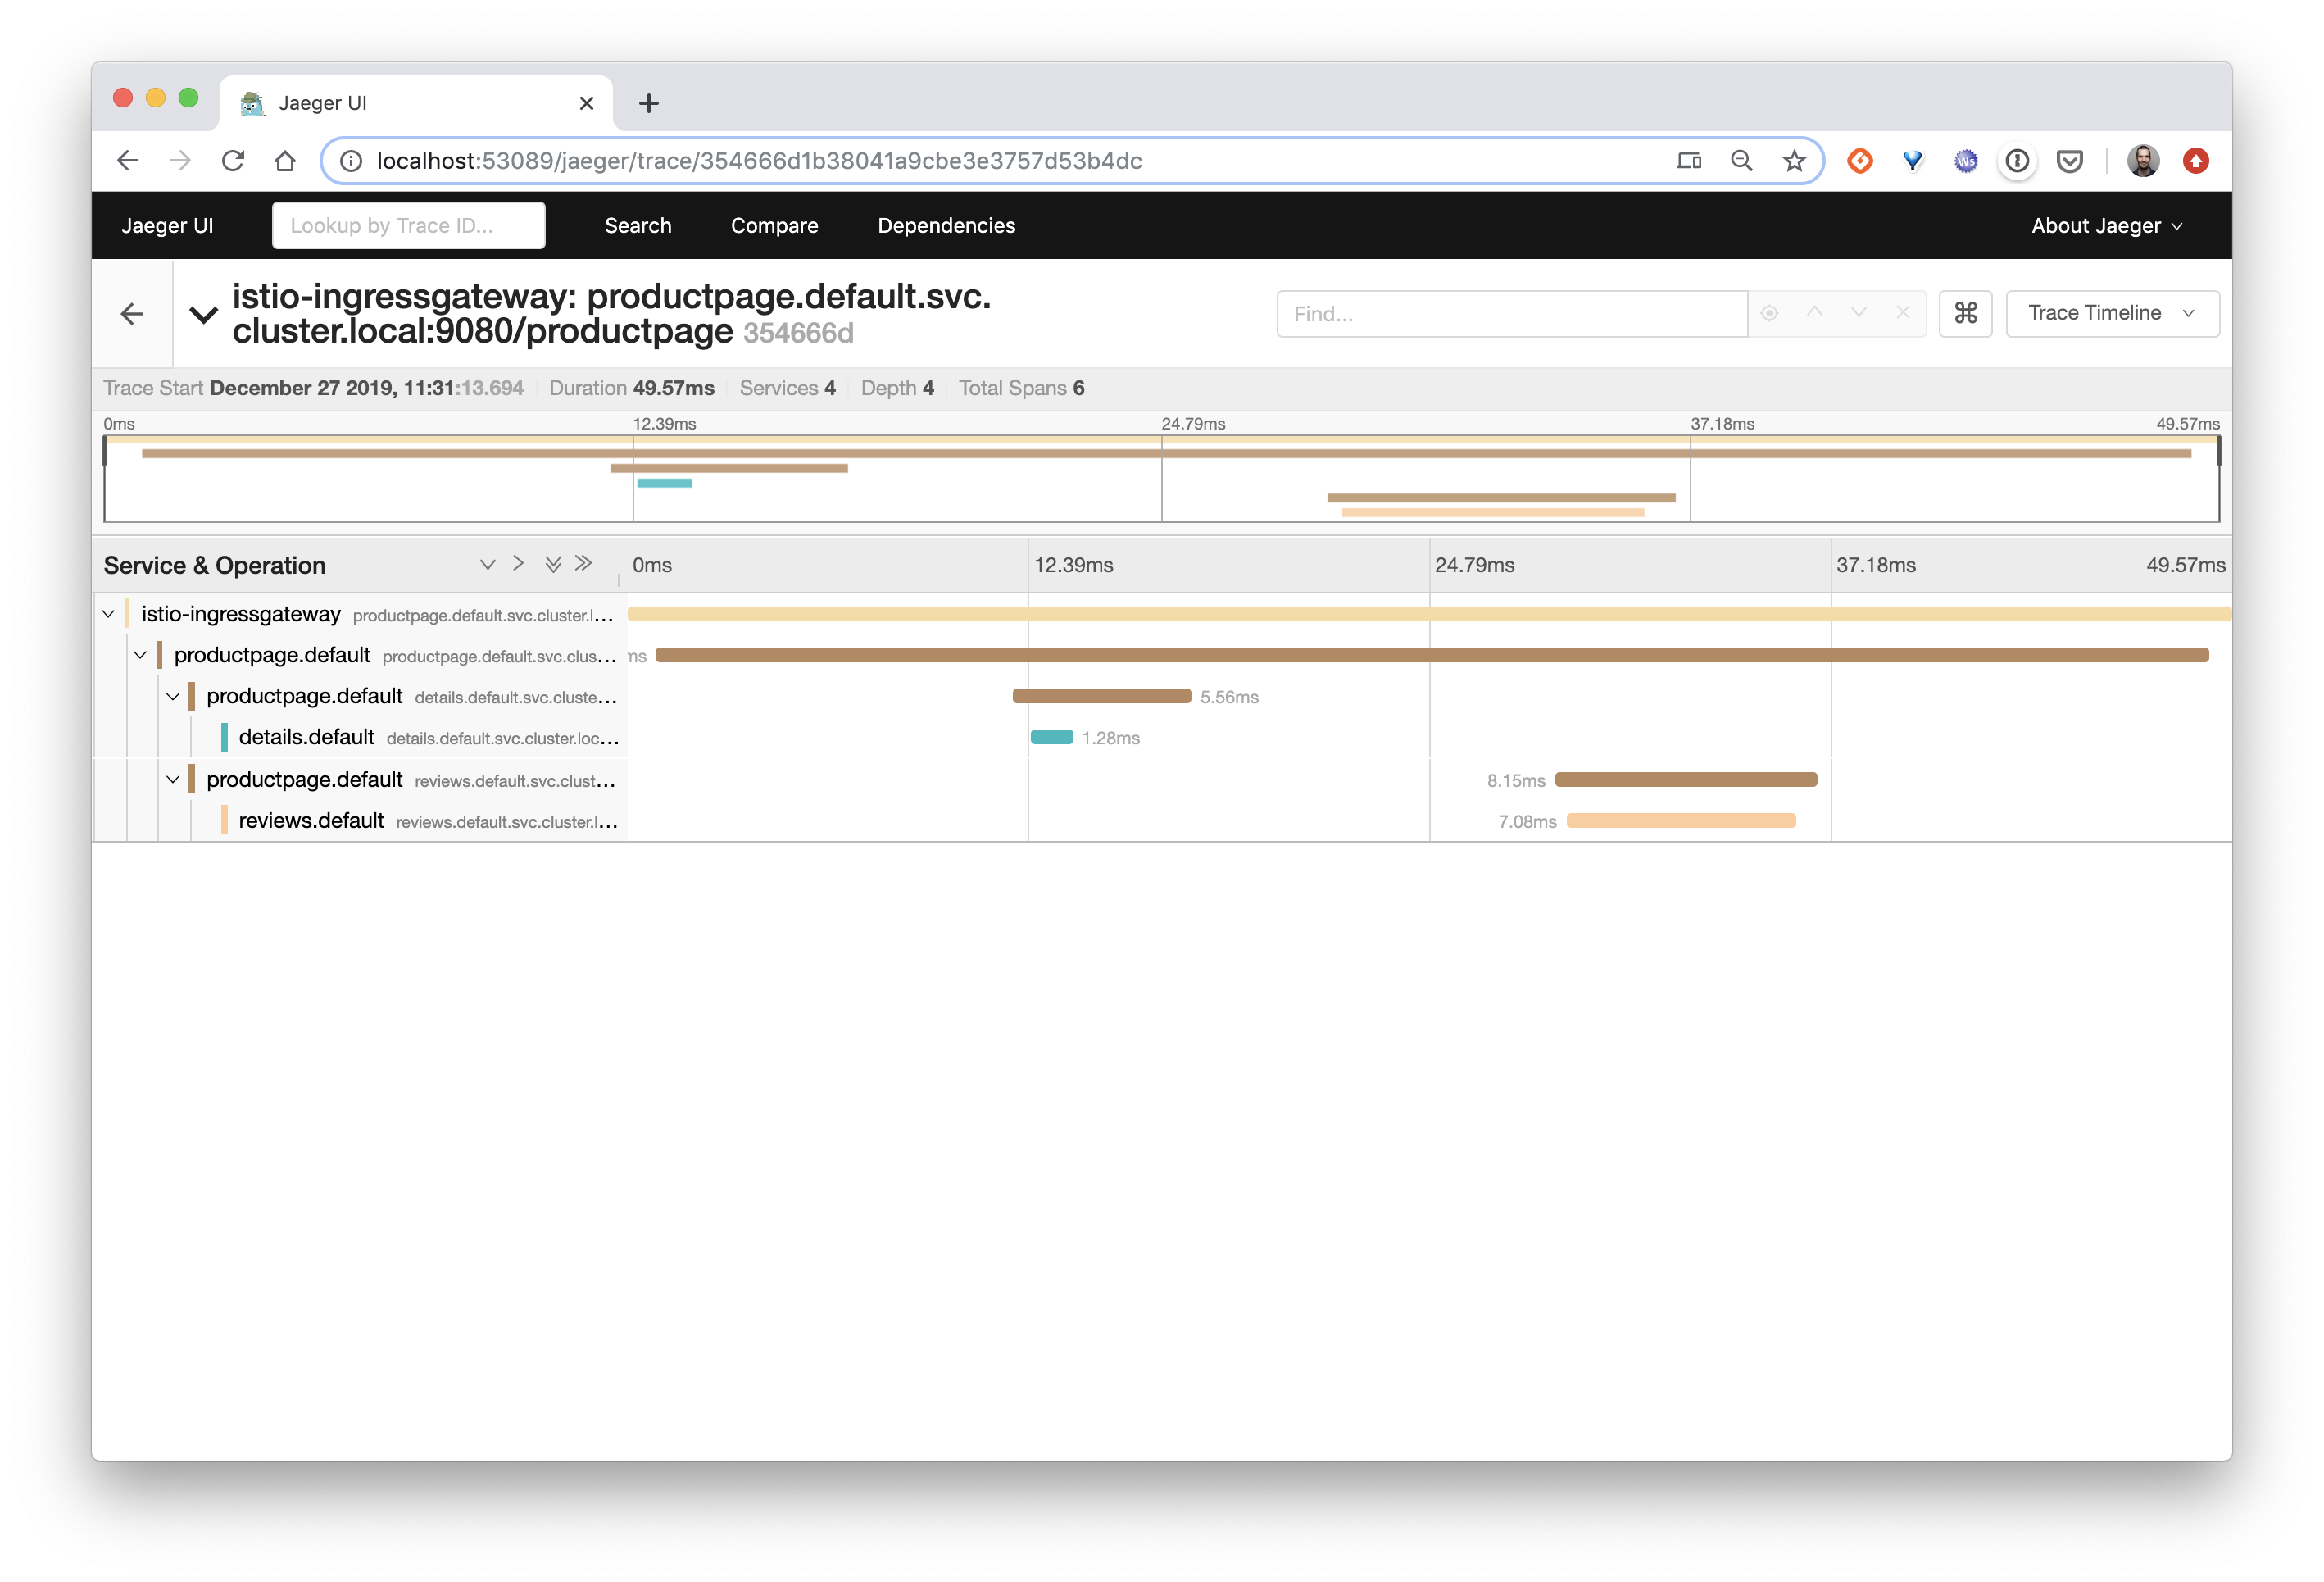 Jaeger UI
localhost:53089/jaeger/trace/354666d1b38041a9cbe3e3757d53b4dc
Ws
Jaeger UI Lookup by Trace ID... Search Compare Dependencies About Jaeger
istio-ingressgateway: productpage.default.svc.
cluster.local:9080/productpage 354666d
Find... ⌘ Trace Timeline
Trace Start December 27 2019, 11:31:13.694 Duration 49.57ms Services 4 Depth 4 Total Spans 6
0ms 12.39ms 24.79ms 37.18ms 49.57ms
Service & Operation 0ms 12.39ms 24.79ms 37.18ms 49.57ms
istio-ingressgateway productpage.default.svc.cluster.l...
productpage.default productpage.default.svc.clus... ms
productpage.default details.default.svc.cluste... 5.56ms
details.default details.default.svc.cluster.loc... 1.28ms
productpage.default reviews.default.svc.clust... 8.15ms
reviews.default reviews.default.svc.cluster.l... 7.08ms